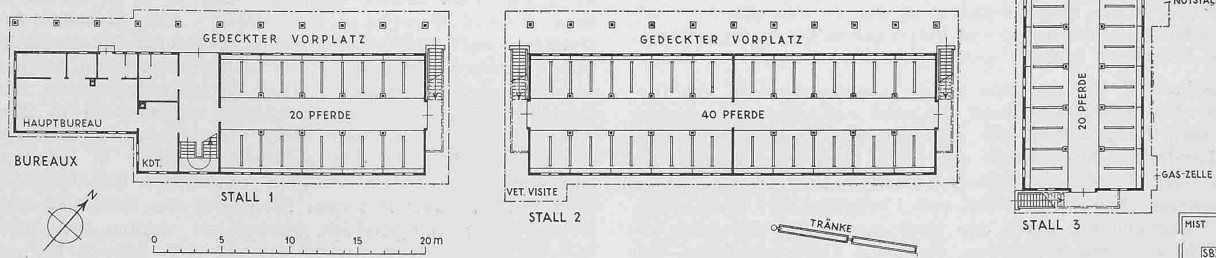 NOTSTAL
GEDECKTER VORPLATZ
GEDECKTER VORPLATZ
20 PFERDE
20 PFERDE
40 PFERDE
HAUPTBUREAU
BUREAUX
KDT.
GAS-ZELLE
VET. VISITE
STALL 1
STALL 2
STALL 3
TRÄNKE
MIST
SB
N
0 5 10 15 20 m